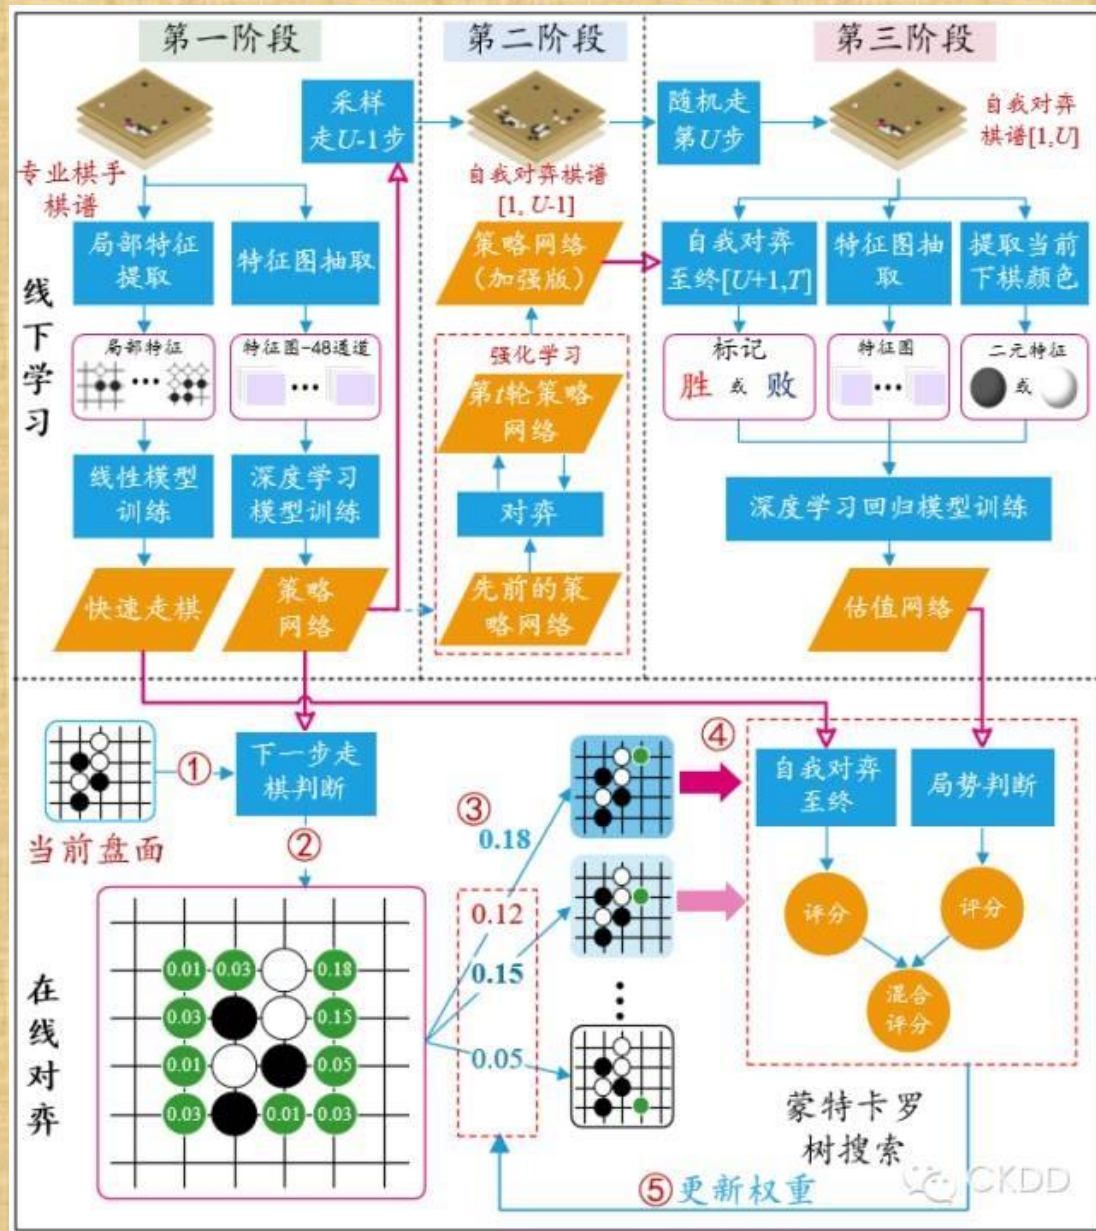 第一阶段
第二阶段
第三阶段
采样
走U-1步
随机走
第U步
自我对弈
棋谱[1,U]
专业棋手
棋谱
自我对弈棋谱
[1, U-1]
线下学习
局部特征
提取
特征图抽取
策略网络
（加强版）
自我对弈
至终[U+1,T]
特征图抽
取
提取当前
下棋颜色
局部特征
特征图-48通道
强化学习
第t轮策略
网络
标记
胜 或 败
特征图
二元特征
或
线性模型
训练
深度学习
模型训练
对弈
深度学习回归模型训练
快速走棋
策略
网络
先前的策
略网络
估值网络
在线对弈
①
当前盘面
下一步走
棋判断
②
③
0.18
0.12
0.15
0.05
④
自我对弈
至终
局势判断
评分
评分
混合
评分
0.01
0.03
0.18
0.03
0.15
0.01
0.05
0.03
0.01
0.03
蒙特卡罗
树搜索
⑤更新权重
CKDD